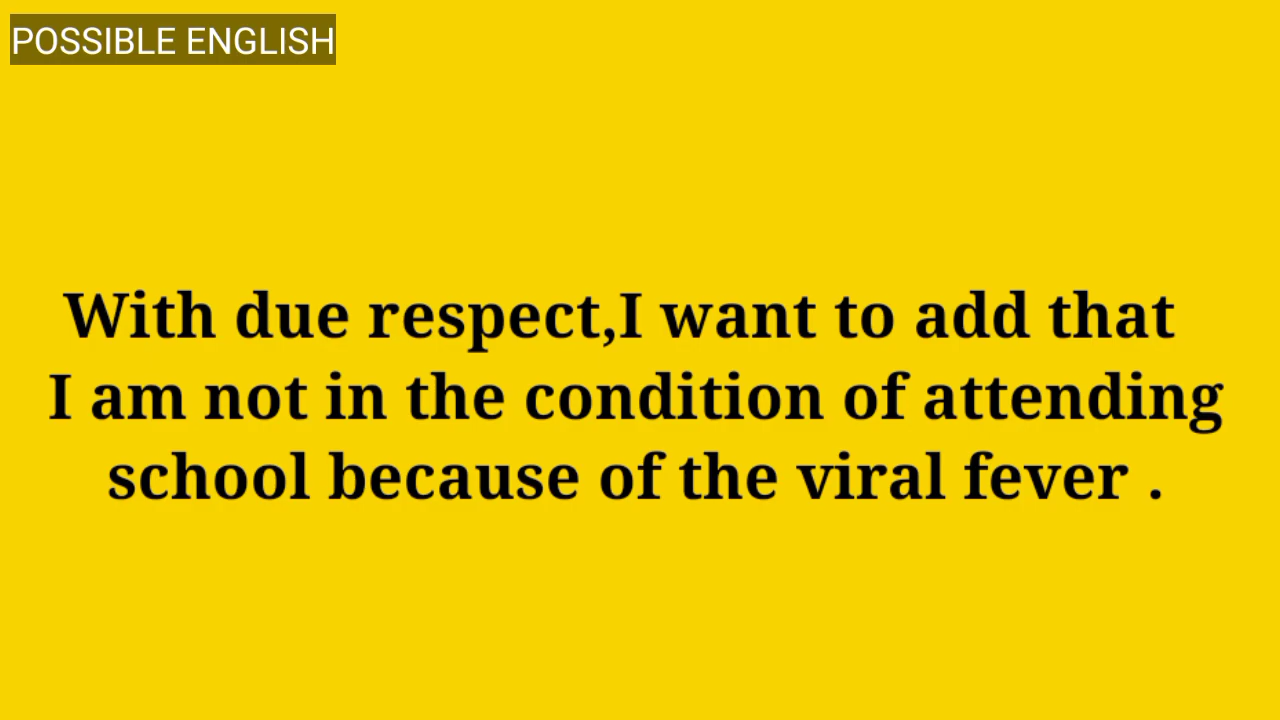 POSSIBLE ENGLISH
With due respect,I want to add that
I am not in the condition of attending
school because of the viral fever .